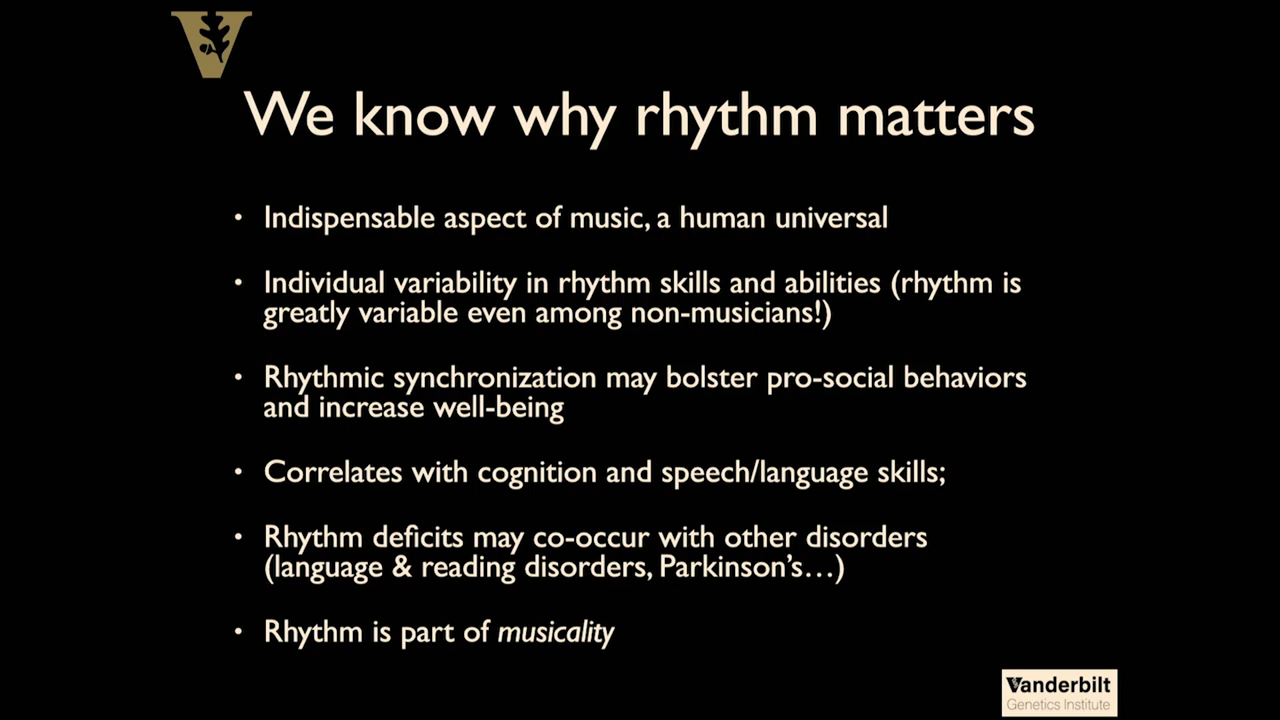 V
We know why rhythm matters
• Indispensable aspect of music, a human universal
• Individual variability in rhythm skills and abilities (rhythm is
greatly variable even among non-musicians!)
• Rhythmic synchronization may bolster pro-social behaviors
and increase well-being
• Correlates with cognition and speech/language skills;
• Rhythm deficits may co-occur with other disorders
(language & reading disorders, Parkinson’s…)
• Rhythm is part of musicality
Vanderbilt
Genetics Institute